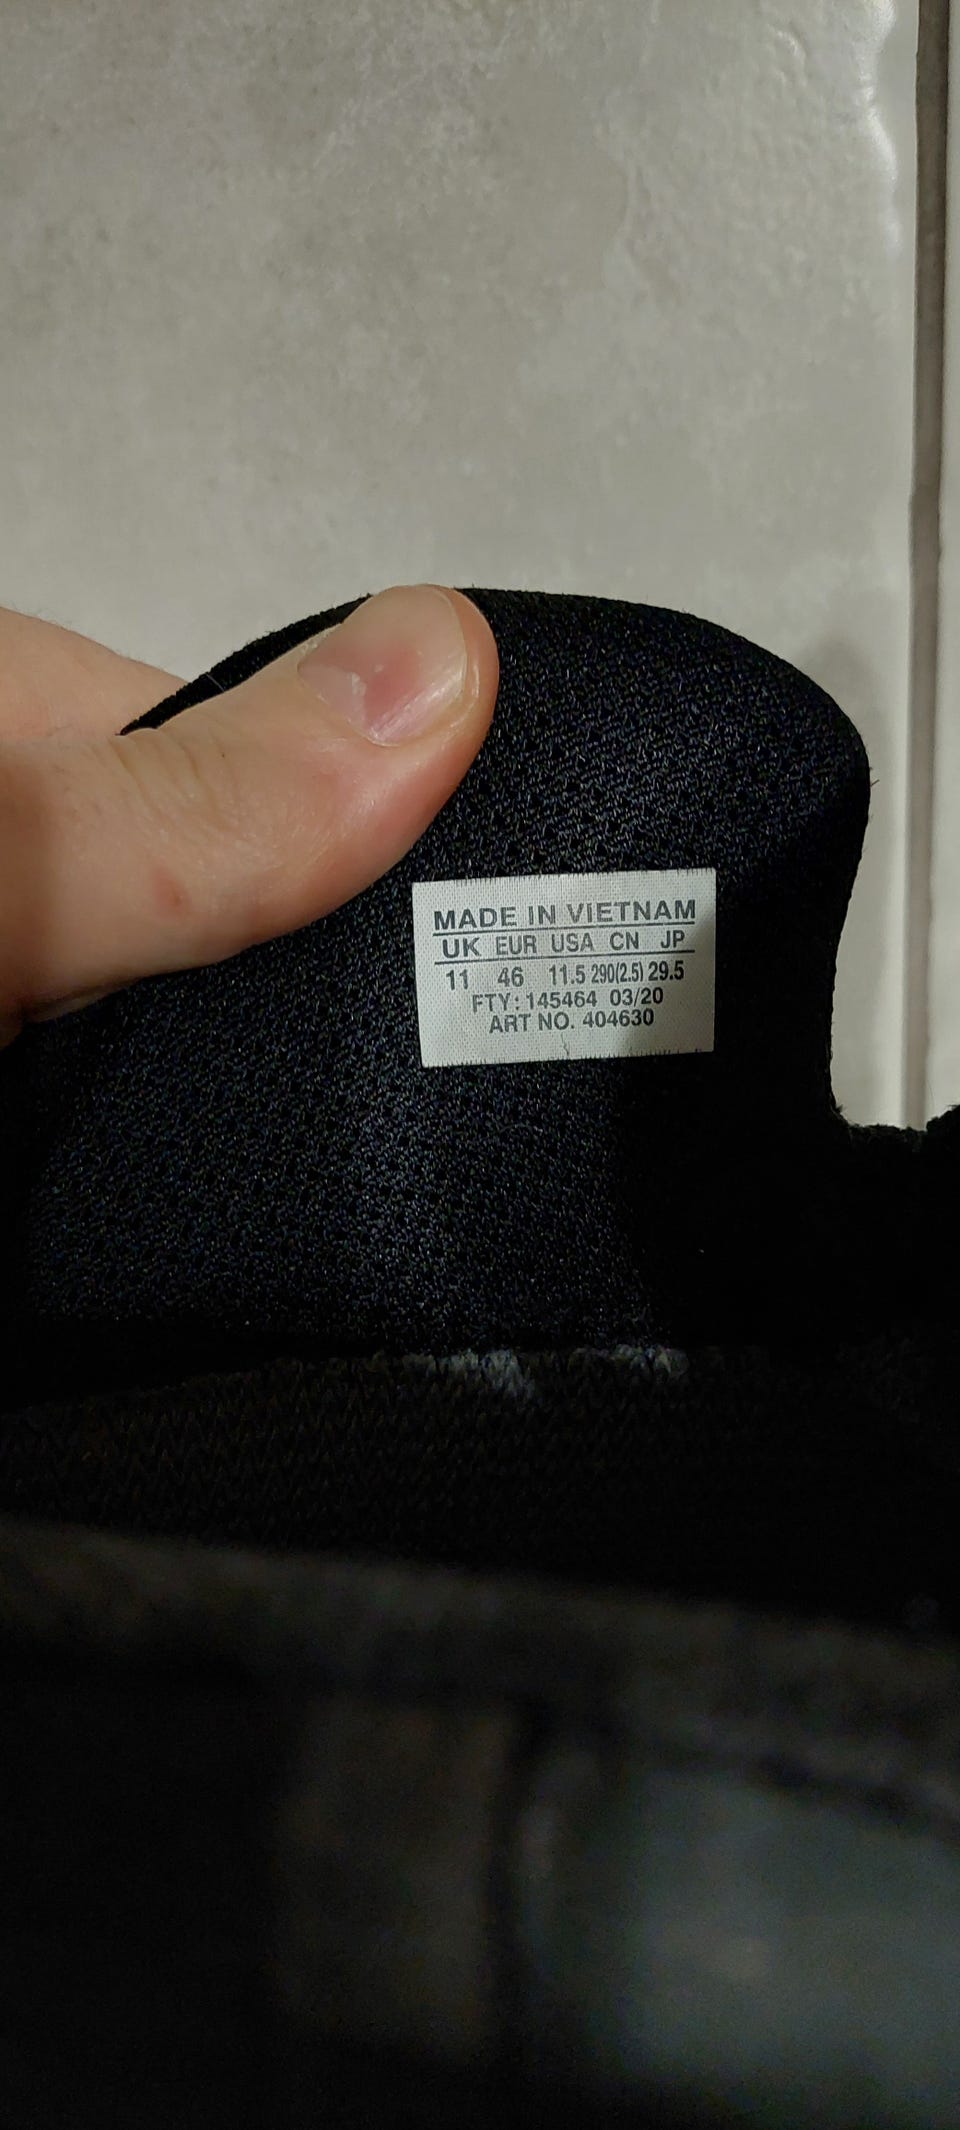 MADE IN VIETNAM
UK EUR USA CN JP
11 46 11.5 290(2.5) 29.5
FTY: 145464 03/20
ART NO. 404630